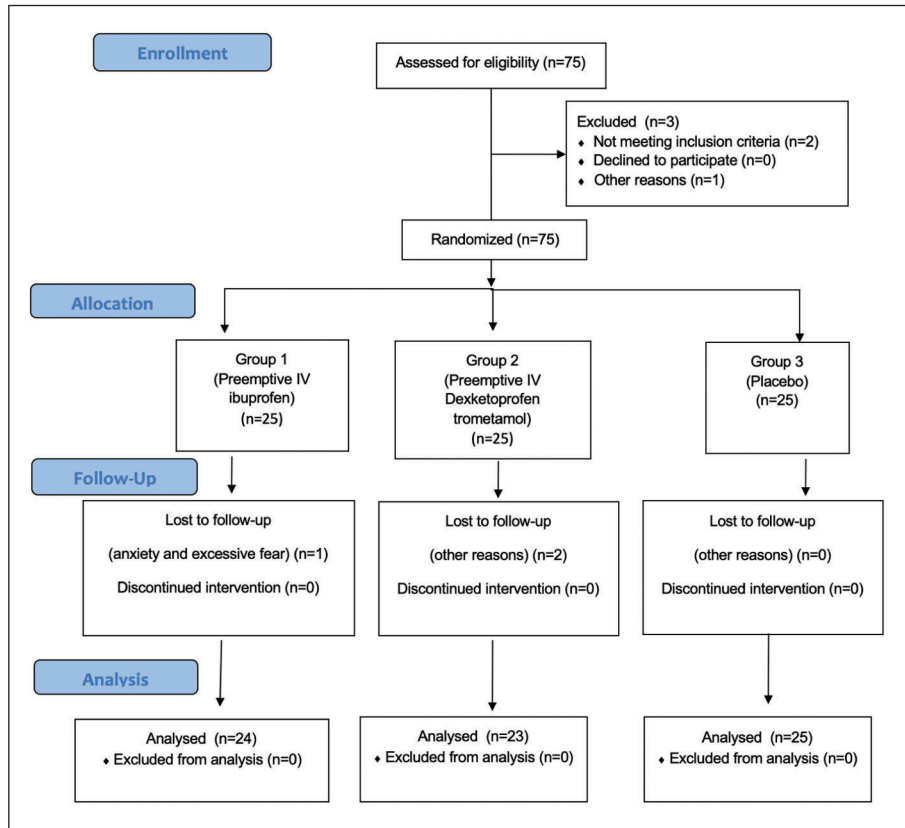 Enrollment
Assessed for eligibility (n=75)
Excluded (n=3)
♦ Not meeting inclusion criteria (n=2)
♦ Declined to participate (n=0)
♦ Other reasons (n=1)
Randomized (n=75)
Allocation
Group 1
(Preemptive IV
ibuprofen)
(n=25)
Group 2
(Preemptive IV
Dexketoprofen
trometamol)
(n=25)
Group 3
(Placebo)
(n=25)
Follow-Up
Lost to follow-up
(anxiety and excessive fear) (n=1)
Discontinued intervention (n=0)
Lost to follow-up
(other reasons) (n=2)
Discontinued intervention (n=0)
Lost to follow-up
(other reasons) (n=0)
Discontinued intervention (n=0)
Analysis
Analysed (n=24)
♦ Excluded from analysis (n=0)
Analysed (n=23)
♦ Excluded from analysis (n=0)
Analysed (n=25)
♦ Excluded from analysis (n=0)